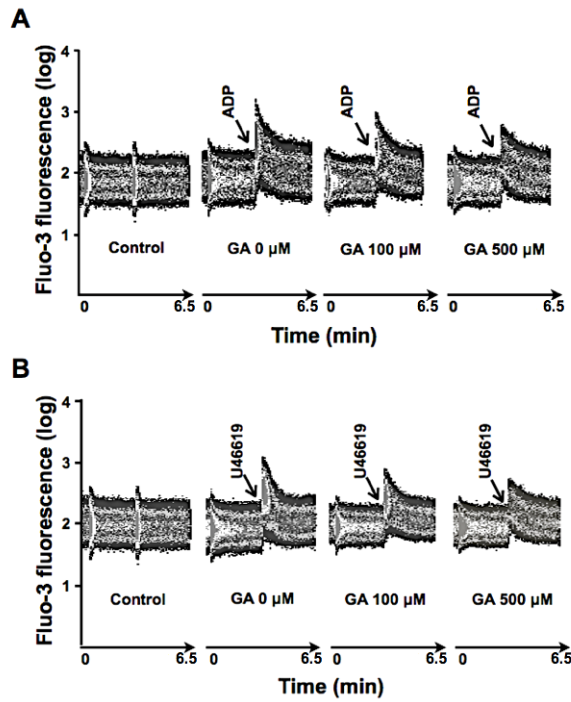 A
Fluo-3 fluorescence (log)
4
3
2
1
ADP
ADP
ADP
Control
GA 0 µM
GA 100 µM
GA 500 µM
0 6.5 0 6.5 0 6.5 0 6.5
Time (min)
B
Fluo-3 fluorescence (log)
4
3
2
1
U46619
U46619
U46619
Control
GA 0 µM
GA 100 µM
GA 500 µM
0 6.5 0 6.5 0 6.5 0 6.5
Time (min)